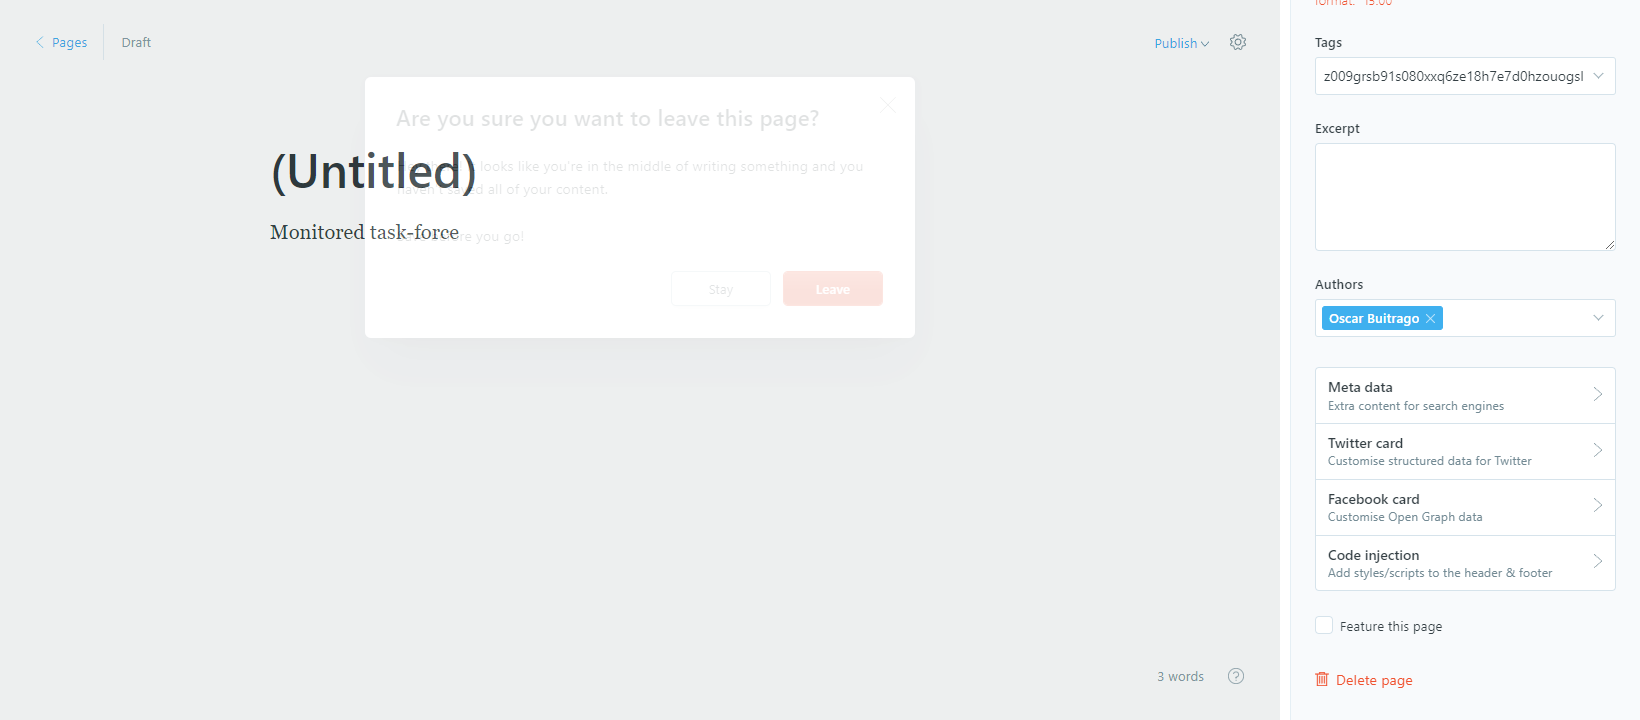 Pages
Draft
Publish
Are you sure you want to leave this page?
(Untitled)
looks like you're in the middle of writing something and you
haven't saved all of your content.
Monitored task-force
before you go!
Stay
Leave
3 words
format: "15:00"
Tags
z009grsb91s080xxq6ze18h7e7d0hzouogsl
Excerpt
Authors
Oscar Buitrago
Meta data
Extra content for search engines
Twitter card
Customise structured data for Twitter
Facebook card
Customise Open Graph data
Code injection
Add styles/scripts to the header & footer
Feature this page
Delete page